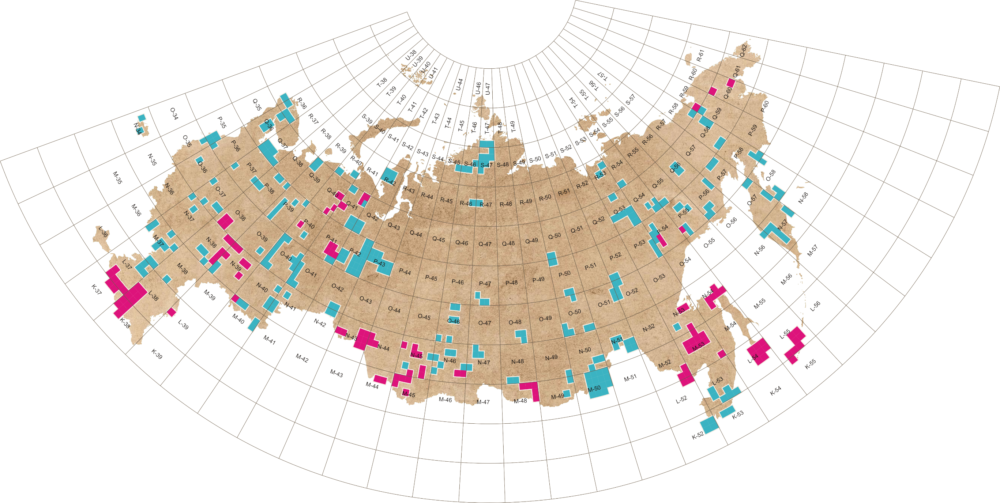 U-38
U-39
U-40
U-41
U-44
U-46
U-47
T-38
T-39
T-40
T-41
T-42
T-43
T-44
T-45
T-46
T-47
T-48
T-49
T-54
T-55
T-56
T-57
S-39
S-40
S-41
S-42
S-43
S-44
S-45
S-46
S-47
S-48
S-49
S-50
S-51
S-52
S-53
S-54
S-55
S-56
S-57
R-36
R-37
R-38
R-39
R-40
R-41
R-42
R-43
R-44
R-45
R-46
R-47
R-48
R-49
R-50
R-51
R-52
R-53
R-54
R-55
R-56
R-57
R-58
R-59
R-60
R-61
Q-35
Q-36
Q-37
Q-38
Q-39
Q-40
Q-41
Q-42
Q-43
Q-44
Q-45
Q-46
Q-47
Q-48
Q-49
Q-50
Q-51
Q-52
Q-53
Q-54
Q-55
Q-56
Q-57
Q-58
Q-59
Q-60
Q-61
Q-62
P-35
P-36
P-37
P-38
P-39
P-40
P-41
P-42
P-43
P-44
P-45
P-46
P-47
P-48
P-49
P-50
P-51
P-52
P-53
P-54
P-55
P-56
P-57
P-58
P-59
P-60
O-34
O-35
O-36
O-37
O-38
O-39
O-40
O-41
O-42
O-43
O-44
O-45
O-46
O-47
O-48
O-49
O-50
O-51
O-52
O-53
O-54
O-55
O-56
O-57
O-58
N-34
N-35
N-36
N-37
N-38
N-39
N-40
N-41
N-42
N-43
N-44
N-45
N-46
N-47
N-48
N-49
N-50
N-51
N-52
N-53
N-54
N-56
N-57
N-58
M-35
M-36
M-37
M-38
M-39
M-40
M-41
M-42
M-43
M-44
M-45
M-46
M-47
M-48
M-49
M-50
M-51
M-52
M-53
M-54
M-55
M-56
M-57
L-36
L-37
L-38
L-39
L-52
L-53
L-54
L-55
L-56
K-37
K-38
K-39
K-52
K-53
K-54
K-55